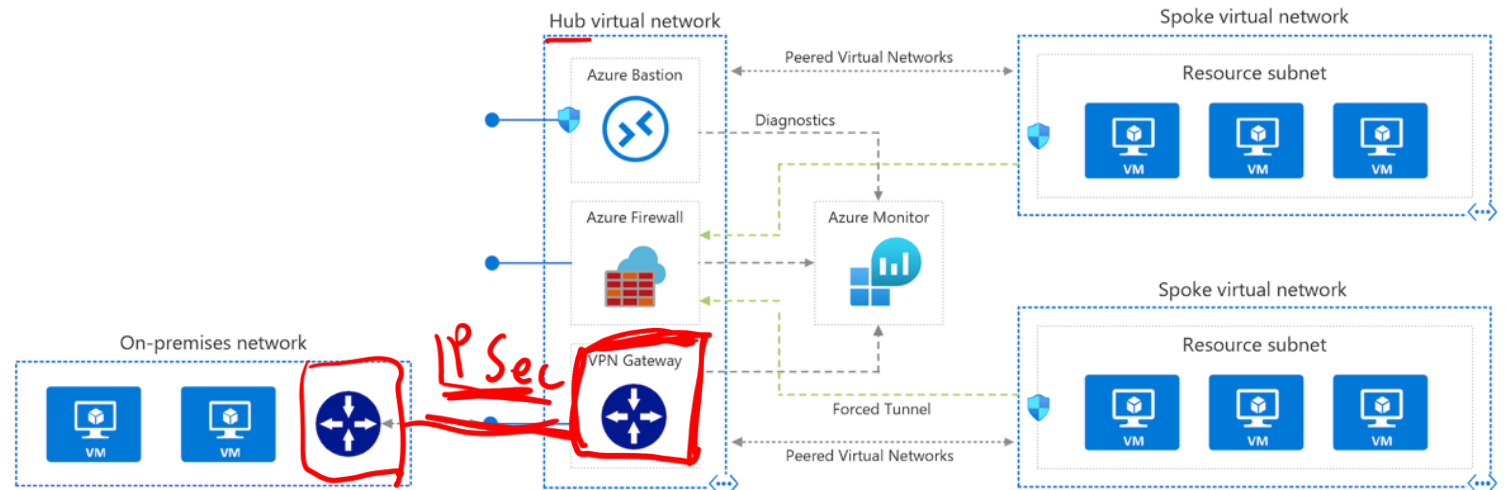 Hub virtual network
Spoke virtual network
Peered Virtual Networks
Azure Bastion
Resource subnet
Diagnostics
VM
VM
VM
Azure Firewall
Azure Monitor
Spoke virtual network
On-premises network
IPSec
VPN Gateway
Resource subnet
VM
VM
Forced Tunnel
VM
VM
VM
Peered Virtual Networks